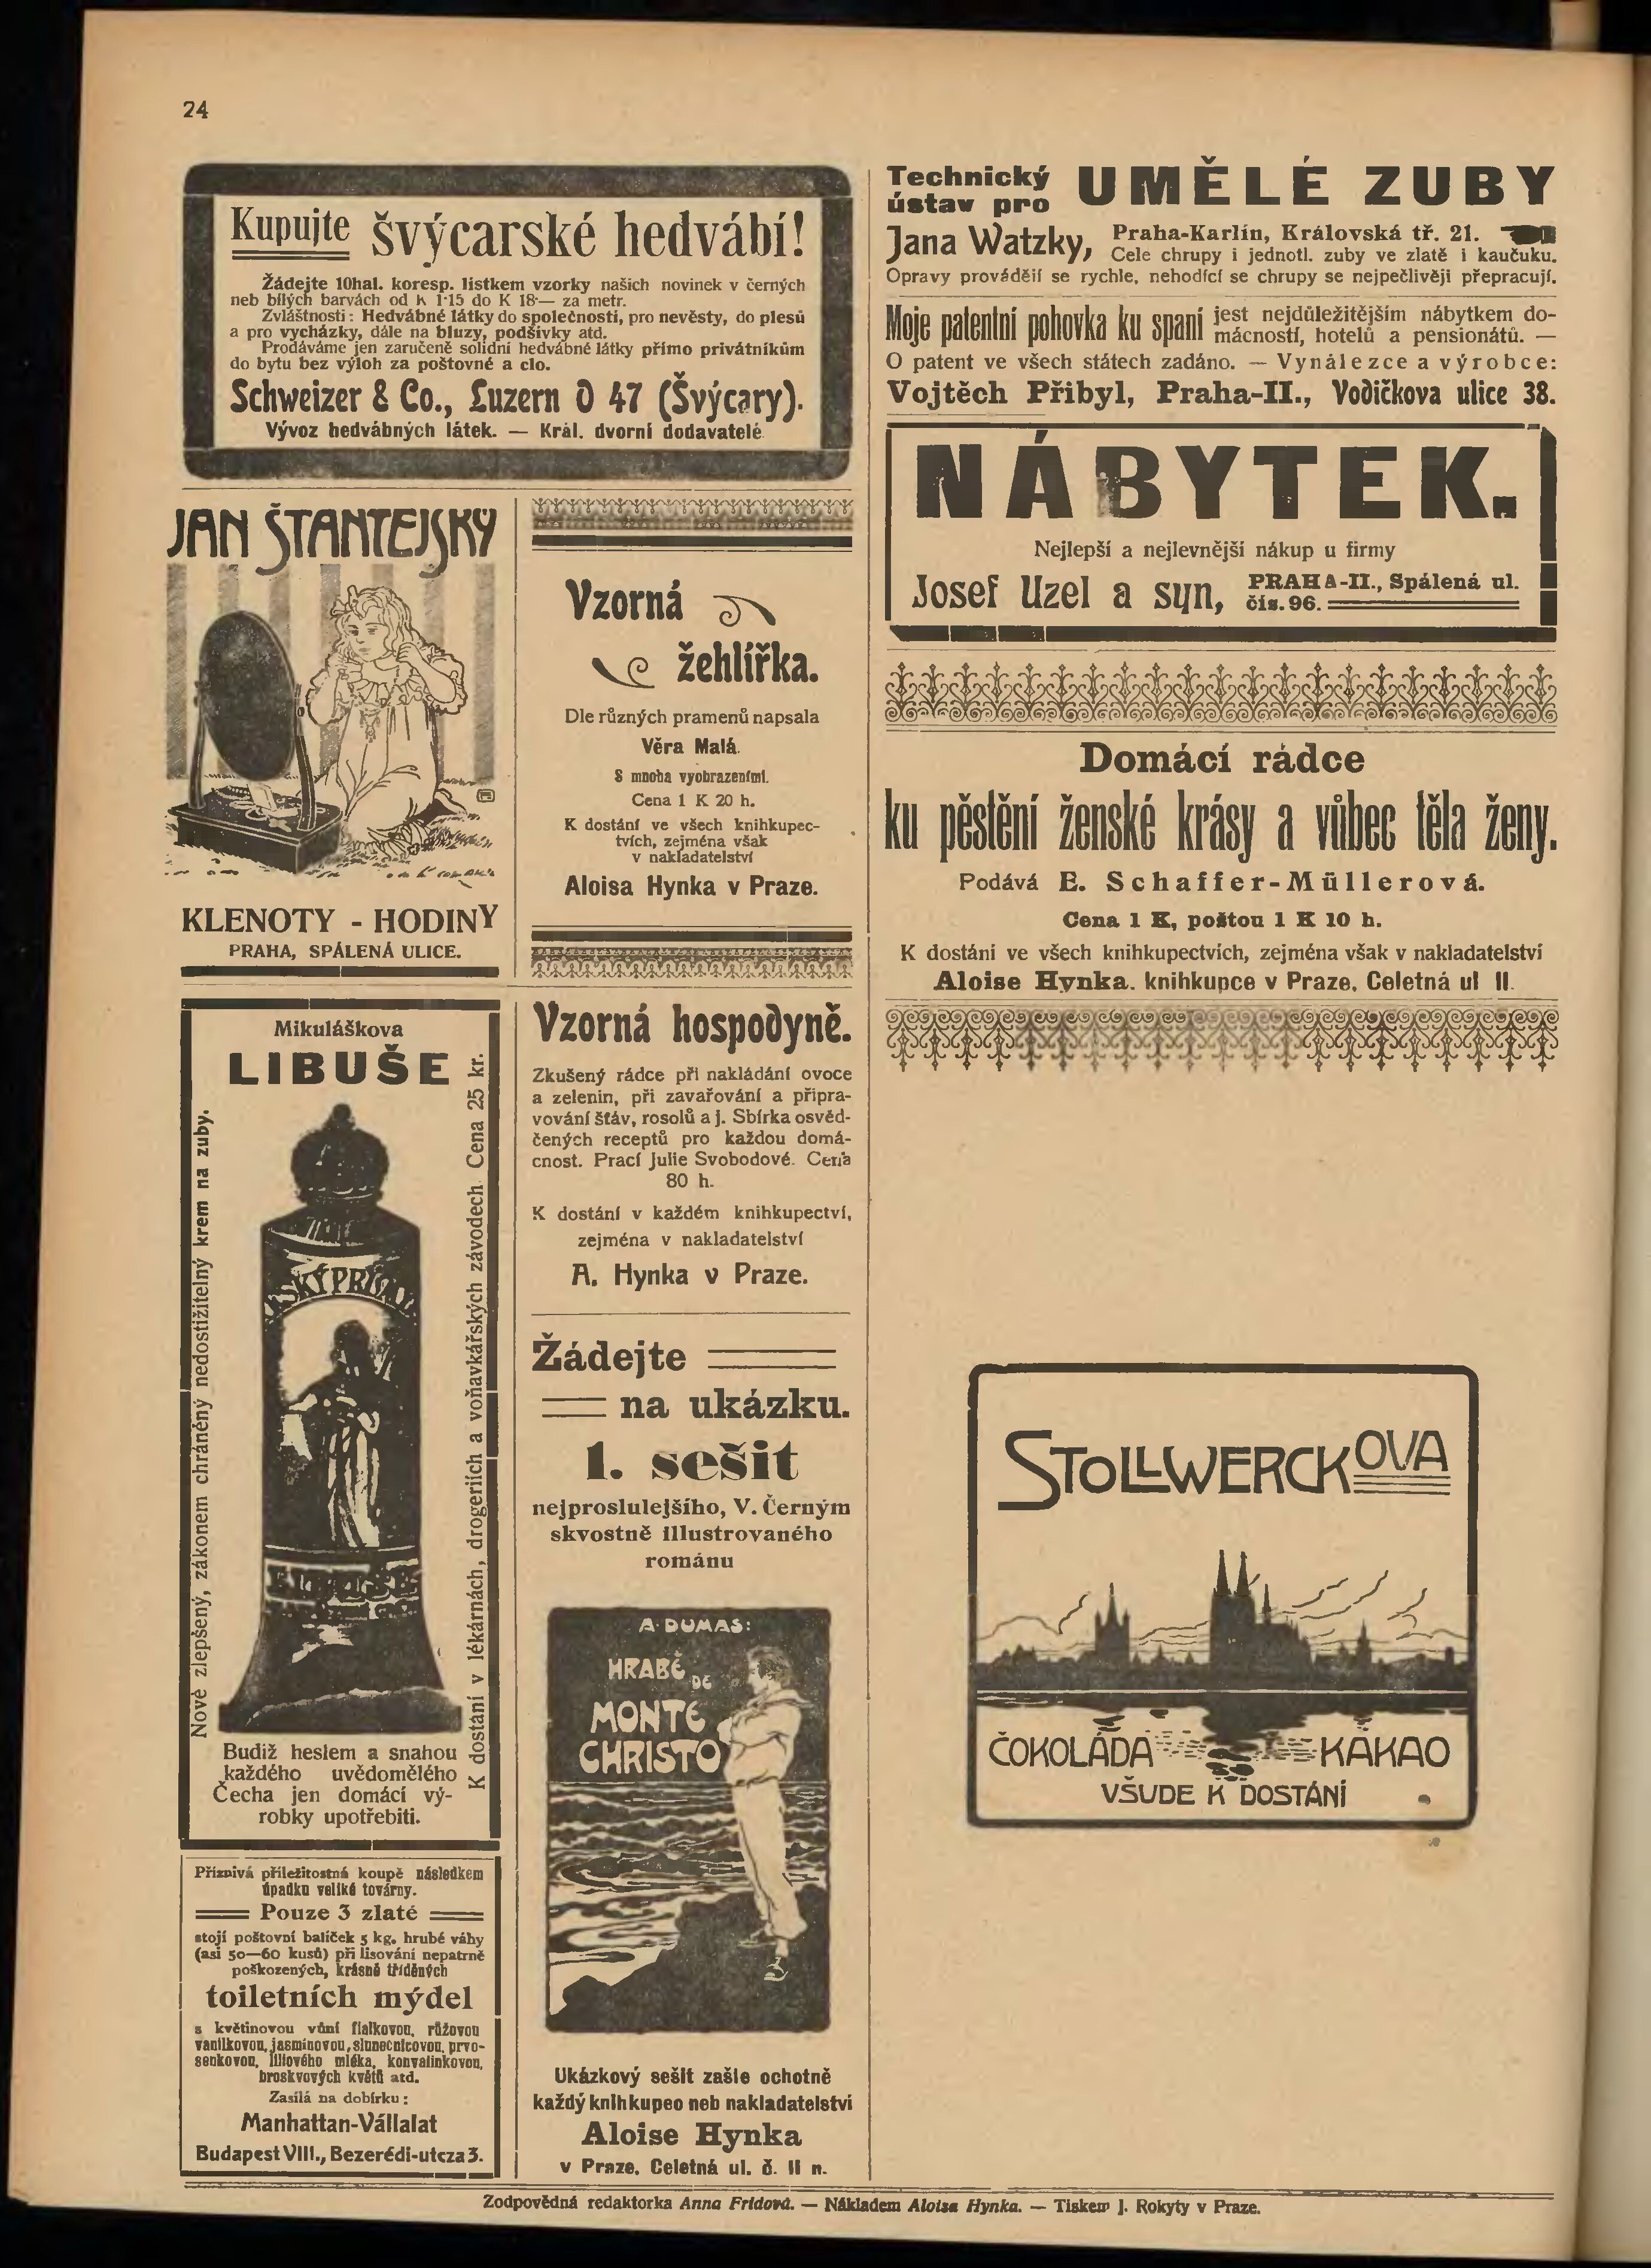 24
Kupujte švýcarské hedvábí!
Žádejte 10hal. koresp. lístkem vzorky našich novinek v černých
neb bílých barvách od K 1·15 do K 18·— za metr.
Zvláštnosti: Hedvábné látky do společnosti, pro nevěsty, do plesů
a pro vycházky, dále na bluzy, podšívky atd.
Prodáváme jen zaručeně solidní hedvábné látky přímo privátníkům
do bytu bez výloh za poštovné a clo.
Schweizer & Co., Luzern O 47 (Švýcary).
Vývoz hedvábných látek. — Král. dvorní dodavatelé
JAN ŠTANTEJSKÝ
KLENOTY - HODINY
PRAHA, SPÁLENÁ ULICE.
Vzorná
žehlířka.
Dle různých pramenů napsala
Věra Malá.
S mnoha vyobrazeními.
Cena 1 K 20 h.
K dostání ve všech knihkupec-
tvích, zejména však
v nakladatelství
Aloisa Hynka v Praze.
Mikuláškova
LIBUŠE
Nově zlepšený, zákonem chráněný nedostižitelný krem na zuby.
K dostání v lékárnách, drogeriích a voňavkářských závodech Cena 25 kr.
Budiž heslem a snahou
každého uvědomělého
Čecha jen domácí vý-
robky upotřebiti.
Příznivá příležitostná koupě následkem
úpadku veliké továrny.
Pouze 3 zlaté
stojí poštovní balíček 5 kg. hrubé váhy
(asi 50—60 kusů) při lisování nepatrně
poškozených, krásně tříděných
toiletních mýdel
s květinovou vůní fialkovou, růžovou
vanilkovou, jasmínovou, slunecnicovou, prvo-
senkovou, liliového mléka, konvalinkovou,
broskvových květů atd.
Zasílá na dobírku:
Manhattan-Vállalat
Budapest VIII., Bezerédi-utcza 3.
Vzorná hospodyně.
Zkušený rádce při nakládání ovoce
a zelenin, při zavařování a připra-
vování šťáv, rosolů a j. Sbírka osvěd-
čených receptů pro každou domá-
cnost. Prací Julie Svobodové. Cena
80 h.
K dostání v každém knihkupectví,
zejména v nakladatelství
A. Hynka v Praze.
Žádejte
na ukázku.
1. sešit
nejproslulejšího, V. Černým
skvostně illustrovaného
románu
A. DUMAS:
HRABĚ DE
MONTE
CHRISTO
Ukázkový sešit zašle ochotně
každý knihkupec neb nakladatelství
Aloise Hynka
v Praze, Celetná ul. č. 11 n.
Technický
ústav pro UMĚLÉ ZUBY
Jana Watzky, Praha-Karlín, Královská tř. 21.
Cele chrupy i jednotl. zuby ve zlatě i kaučuku.
Opravy provádějí se rychle, nehodící se chrupy se nejpečlivěji přepracují.
Moje patentní pohovka ku spaní jest nejdůležitějším nábytkem do-
mácností, hotelů a pensionátů. —
O patent ve všech státech zadáno. — Vynálezce a výrobce:
Vojtěch Přibyl, Praha-II., Vodičkova ulice 38.
NÁBYTEK.
Nejlepší a nejlevnější nákup u firmy
Josef Uzel a syn, PRAHA-II., Spálená ul.
čís. 96.
Domácí rádce
ku pěstění ženské krásy a vůbec těla ženy.
Podává E. Schaffer-Müllerová.
Cena 1 K, poštou 1 K 10 h.
K dostání ve všech knihkupectvích, zejména však v nakladatelství
Aloise Hynka, knihkupce v Praze, Celetná ul 11.
STOLLWERCKOVA
ČOKOLÁDA KAKAO
VŠUDE K DOSTÁNÍ
Zodpovědná redaktorka Anna Fridová. — Nákladem Aloisa Hynka. — Tiskem J. Rokyty v Praze.